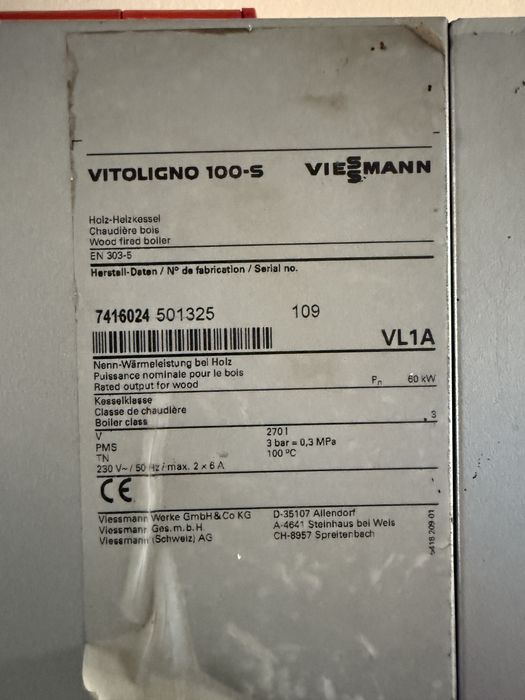 VITOLIGNO 100-S VIESSMANN
Holz-Heizkessel
Chaudière bois
Wood fired boiler
EN 303-5
Herstell-Daten / Nº de fabrication / Serial no.
7416024 501325 109
VL1A
Nenn-Wärmeleistung bei Holz
Puissance nominale pour le bois
Rated output for wood Pn 60 kW
Kesselklasse
Classe de chaudière
Boiler class 3
V 270 l
PMS 3 bar = 0,3 MPa
TN 100 ºC
230 V~ / 50 Hz / max. 2 x 6 A
CE
Viessmann Werke GmbH & Co KG D-35107 Allendorf
Viessmann Ges. m. b. H. A-4641 Steinhaus bei Wels
Viessmann (Schweiz) AG CH-8957 Spreitenbach
5418 209 01